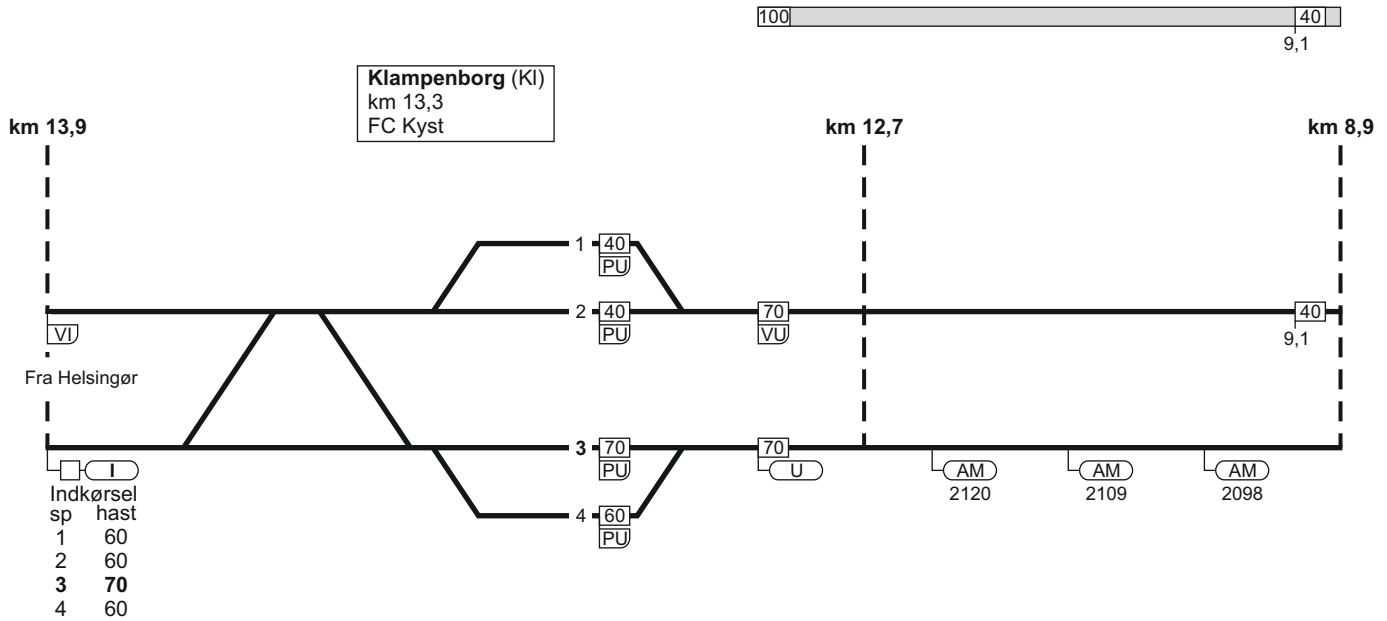 100
40
9,1
Klampenborg (Kl)
km 13,3
FC Kyst
km 13,9
km 12,7
km 8,9
1 40
PU
2 40
PU
70
VU
40
9,1
VI
Fra Helsingør
3 70
PU
70
U
I
AM
2120
AM
2109
AM
2098
4 60
PU
Indkørsel
sp hast
1 60
2 60
3 70
4 60